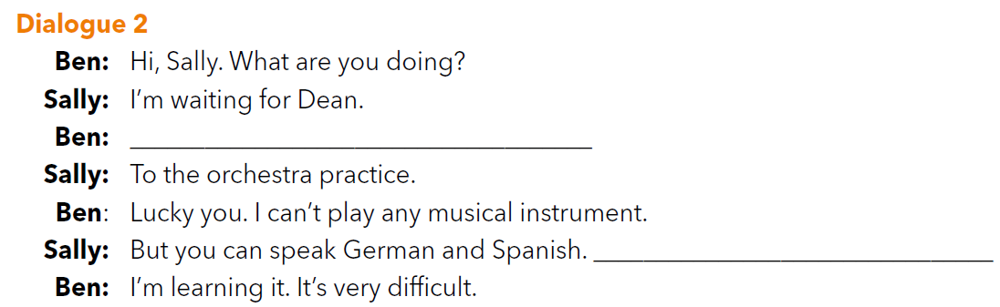 Dialogue 2
Ben: Hi, Sally. What are you doing?
Sally: I’m waiting for Dean.
Ben: ______________________________
Sally: To the orchestra practice.
Ben: Lucky you. I can’t play any musical instrument.
Sally: But you can speak German and Spanish. __________________________
Ben: I’m learning it. It’s very difficult.